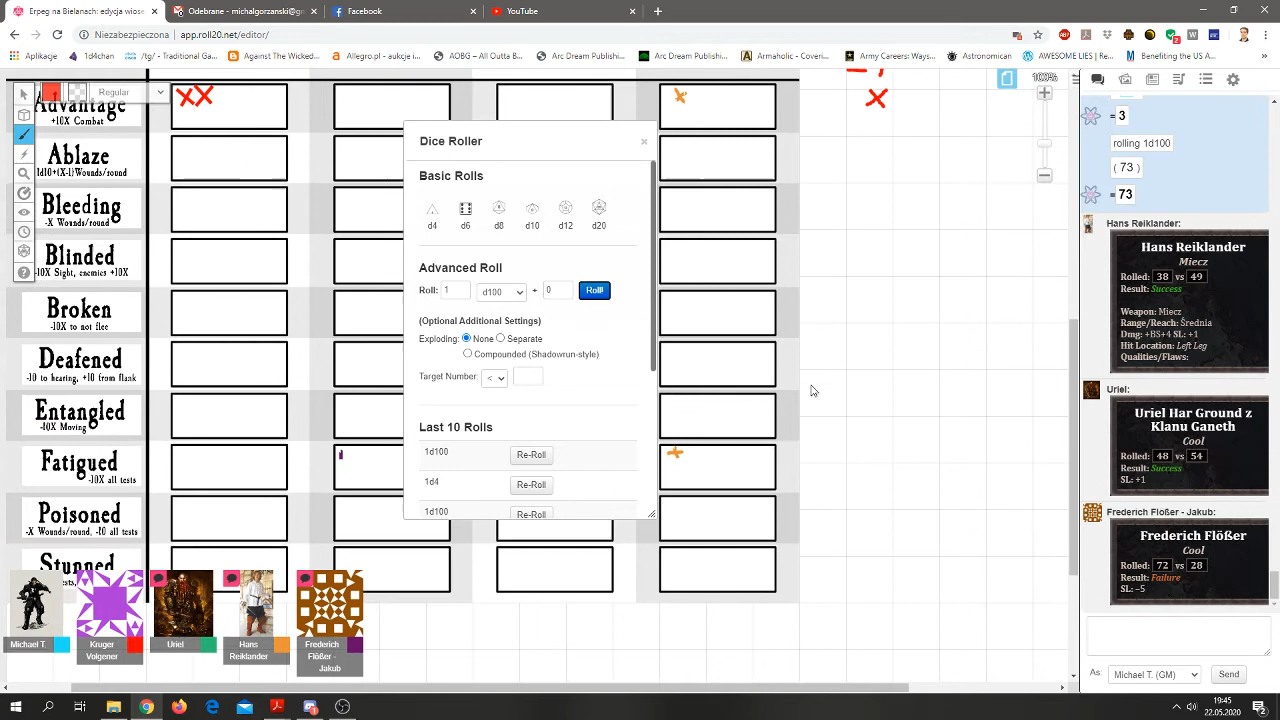 Empeg na Bielanach: edycja wiosn
Odebrane - michalgorzanski@gm
Facebook
YouTube
Niezabezpieczona
app.roll20.net/editor/
Aplikacje
1d4chan
/tg/ - Traditional Ga...
Against The Wicked...
Allegro! - aukcje i...
AOBH - Outta Bubb...
Arc Dream Publishi...
Arc Dream Publishi...
Armaholic - Coverin...
Army Career: Ways...
Astronomican
AWESOME LIES | Ho...
Benefiting the US A...
Regular
100%
Advantage
+10X Combat
Ablaze
1d10+(X-1)Wounds/round
Bleeding
-X Wounds/round
Blinded
-10X Sight, enemies +10X
Broken
-10X to not flee
Deafened
-10 to hearing, +10 from flank
Entangled
-10X Moving
Fatigued
-10X all tests
Poisoned
-X Wounds/round, -10 all tests
Stunned
XX
X
Dice Roller
Basic Rolls
d4
d6
d8
d10
d12
d20
Advanced Roll
Roll:
1
d100
+
0
Roll!
(Optional Additional Settings)
Exploding:
None
Separate
Compounded (Shadowrun-style)
Target Number:
<
Last 10 Rolls
1d100
Re-Roll
1d4
Re-Roll
1d100
Re-Roll
Michael T.
Kruger
Volgener
Uriel
Hans
Reiklander
Frederich
Flößer -
Jakub
= 3
rolling 1d100
( 73 )
= 73
Hans Reiklander:
Hans Reiklander
Miecz
Rolled: 38 vs 49
Result: Success
Weapon: Miecz
Range/Reach: Średnia
Dmg: +BS+4 SL: +1
Hit Location: Left Leg
Qualities/Flaws:
Uriel:
Uriel Har Ground z
Klanu Ganeth
Cool
Rolled: 48 vs 54
Result: Success
SL: +1
Frederich Flößer - Jakub:
Frederich Flößer
Cool
Rolled: 72 vs 28
Result: Failure
SL: -5
As:
Michael T. (GM)
Send
19:45
22.05.2020